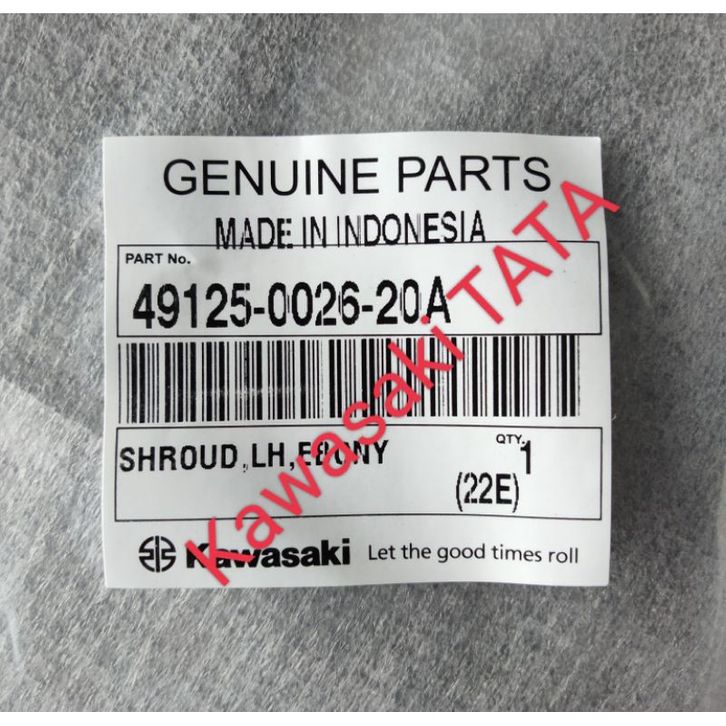 GENUINE PARTS
MADE IN INDONESIA
PART No.
49125-0026-20A
SHROUD,LH,EBONY
QTY. 1
(22E)
Kawasaki Let the good times roll
Kawasaki TATA